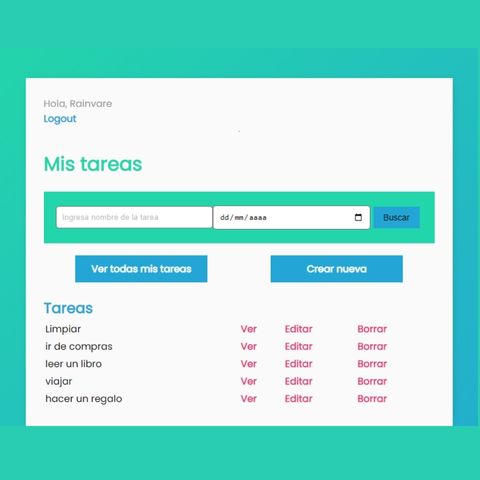 Hola, Rainvare
Logout
Mis tareas
Ingresa nombre de la tarea dd/mm/aaaa Buscar
Ver todas mis tareas Crear nueva
Tareas
Limpiar Ver Editar Borrar
ir de compras Ver Editar Borrar
leer un libro Ver Editar Borrar
viajar Ver Editar Borrar
hacer un regalo Ver Editar Borrar